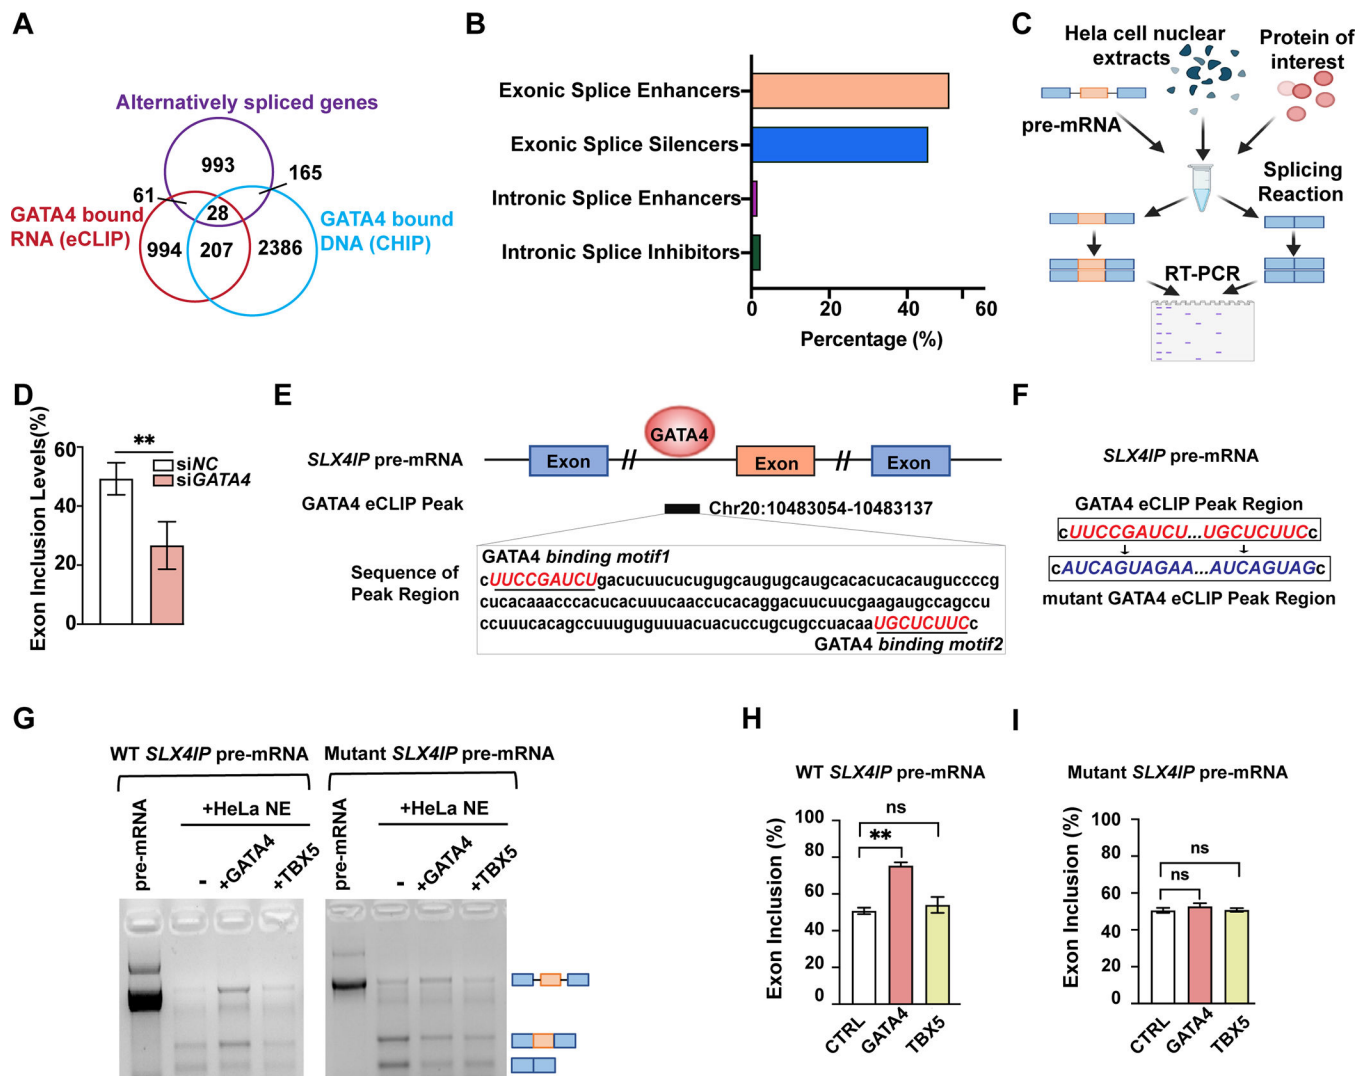 A
Alternatively spliced genes
993
165
61
28
GATA4 bound
RNA (eCLIP)
GATA4 bound
DNA (CHIP)
994
207
2386
B
Exonic Splice Enhancers
Exonic Splice Silencers
Intronic Splice Enhancers
Intronic Splice Inhibitors
0
20
40
60
Percentage (%)
C
Hela cell nuclear
extracts
Protein of
interest
pre-mRNA
Splicing
Reaction
RT-PCR
D
Exon Inclusion Levels(%)
60
40
20
0
**
siNC
siGATA4
E
GATA4
SLX4IP pre-mRNA
Exon
//
Exon
//
Exon
GATA4 eCLIP Peak
Chr20:10483054-10483137
Sequence of
Peak Region
GATA4 binding motif1
cUUCCGAUCUgacucuucucugugcaugugcaugcacacucacauguccccg
cucacaaacccacucacuuucaaccucacaggacuucuucgaagaugccagccu
ccuuucacagccuuuguguuuacuacuccugcugccuacaaUGCUCUUCc
GATA4 binding motif2
F
SLX4IP pre-mRNA
GATA4 eCLIP Peak Region
cUUCCGAUCU...UGCUCUUCc
cAUCAGUAGAA...AUCAGUAGc
mutant GATA4 eCLIP Peak Region
G
WT SLX4IP pre-mRNA
Mutant SLX4IP pre-mRNA
pre-mRNA
+HeLa NE
-
+GATA4
+TBX5
pre-mRNA
+HeLa NE
-
+GATA4
+TBX5
H
WT SLX4IP pre-mRNA
Exon Inclusion (%)
100
80
60
40
20
0
ns
**
CTRL
GATA4
TBX5
I
Mutant SLX4IP pre-mRNA
Exon Inclusion (%)
100
80
60
40
20
0
ns
ns
CTRL
GATA4
TBX5